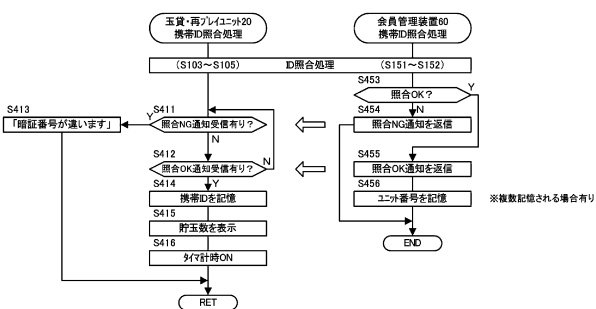 玉貸・再プレイユニット20
携帯ID照合処理
会員管理装置60
携帯ID照合処理
(S103～S105) ID照合処理 (S151～S152)
S453
照合OK？
Y
N
S413
「暗証番号が違います」
Y
S411
照合NG通知受信有り？
N
S454
照合NG通知を返信
S412
照合OK通知受信有り？
N
Y
S455
照合OK通知を返信
S414
携帯IDを記憶
S456
ユニット番号を記憶
※複数記憶される場合有り
S415
貯玉数を表示
S416
タイマ計時ON
END
RET